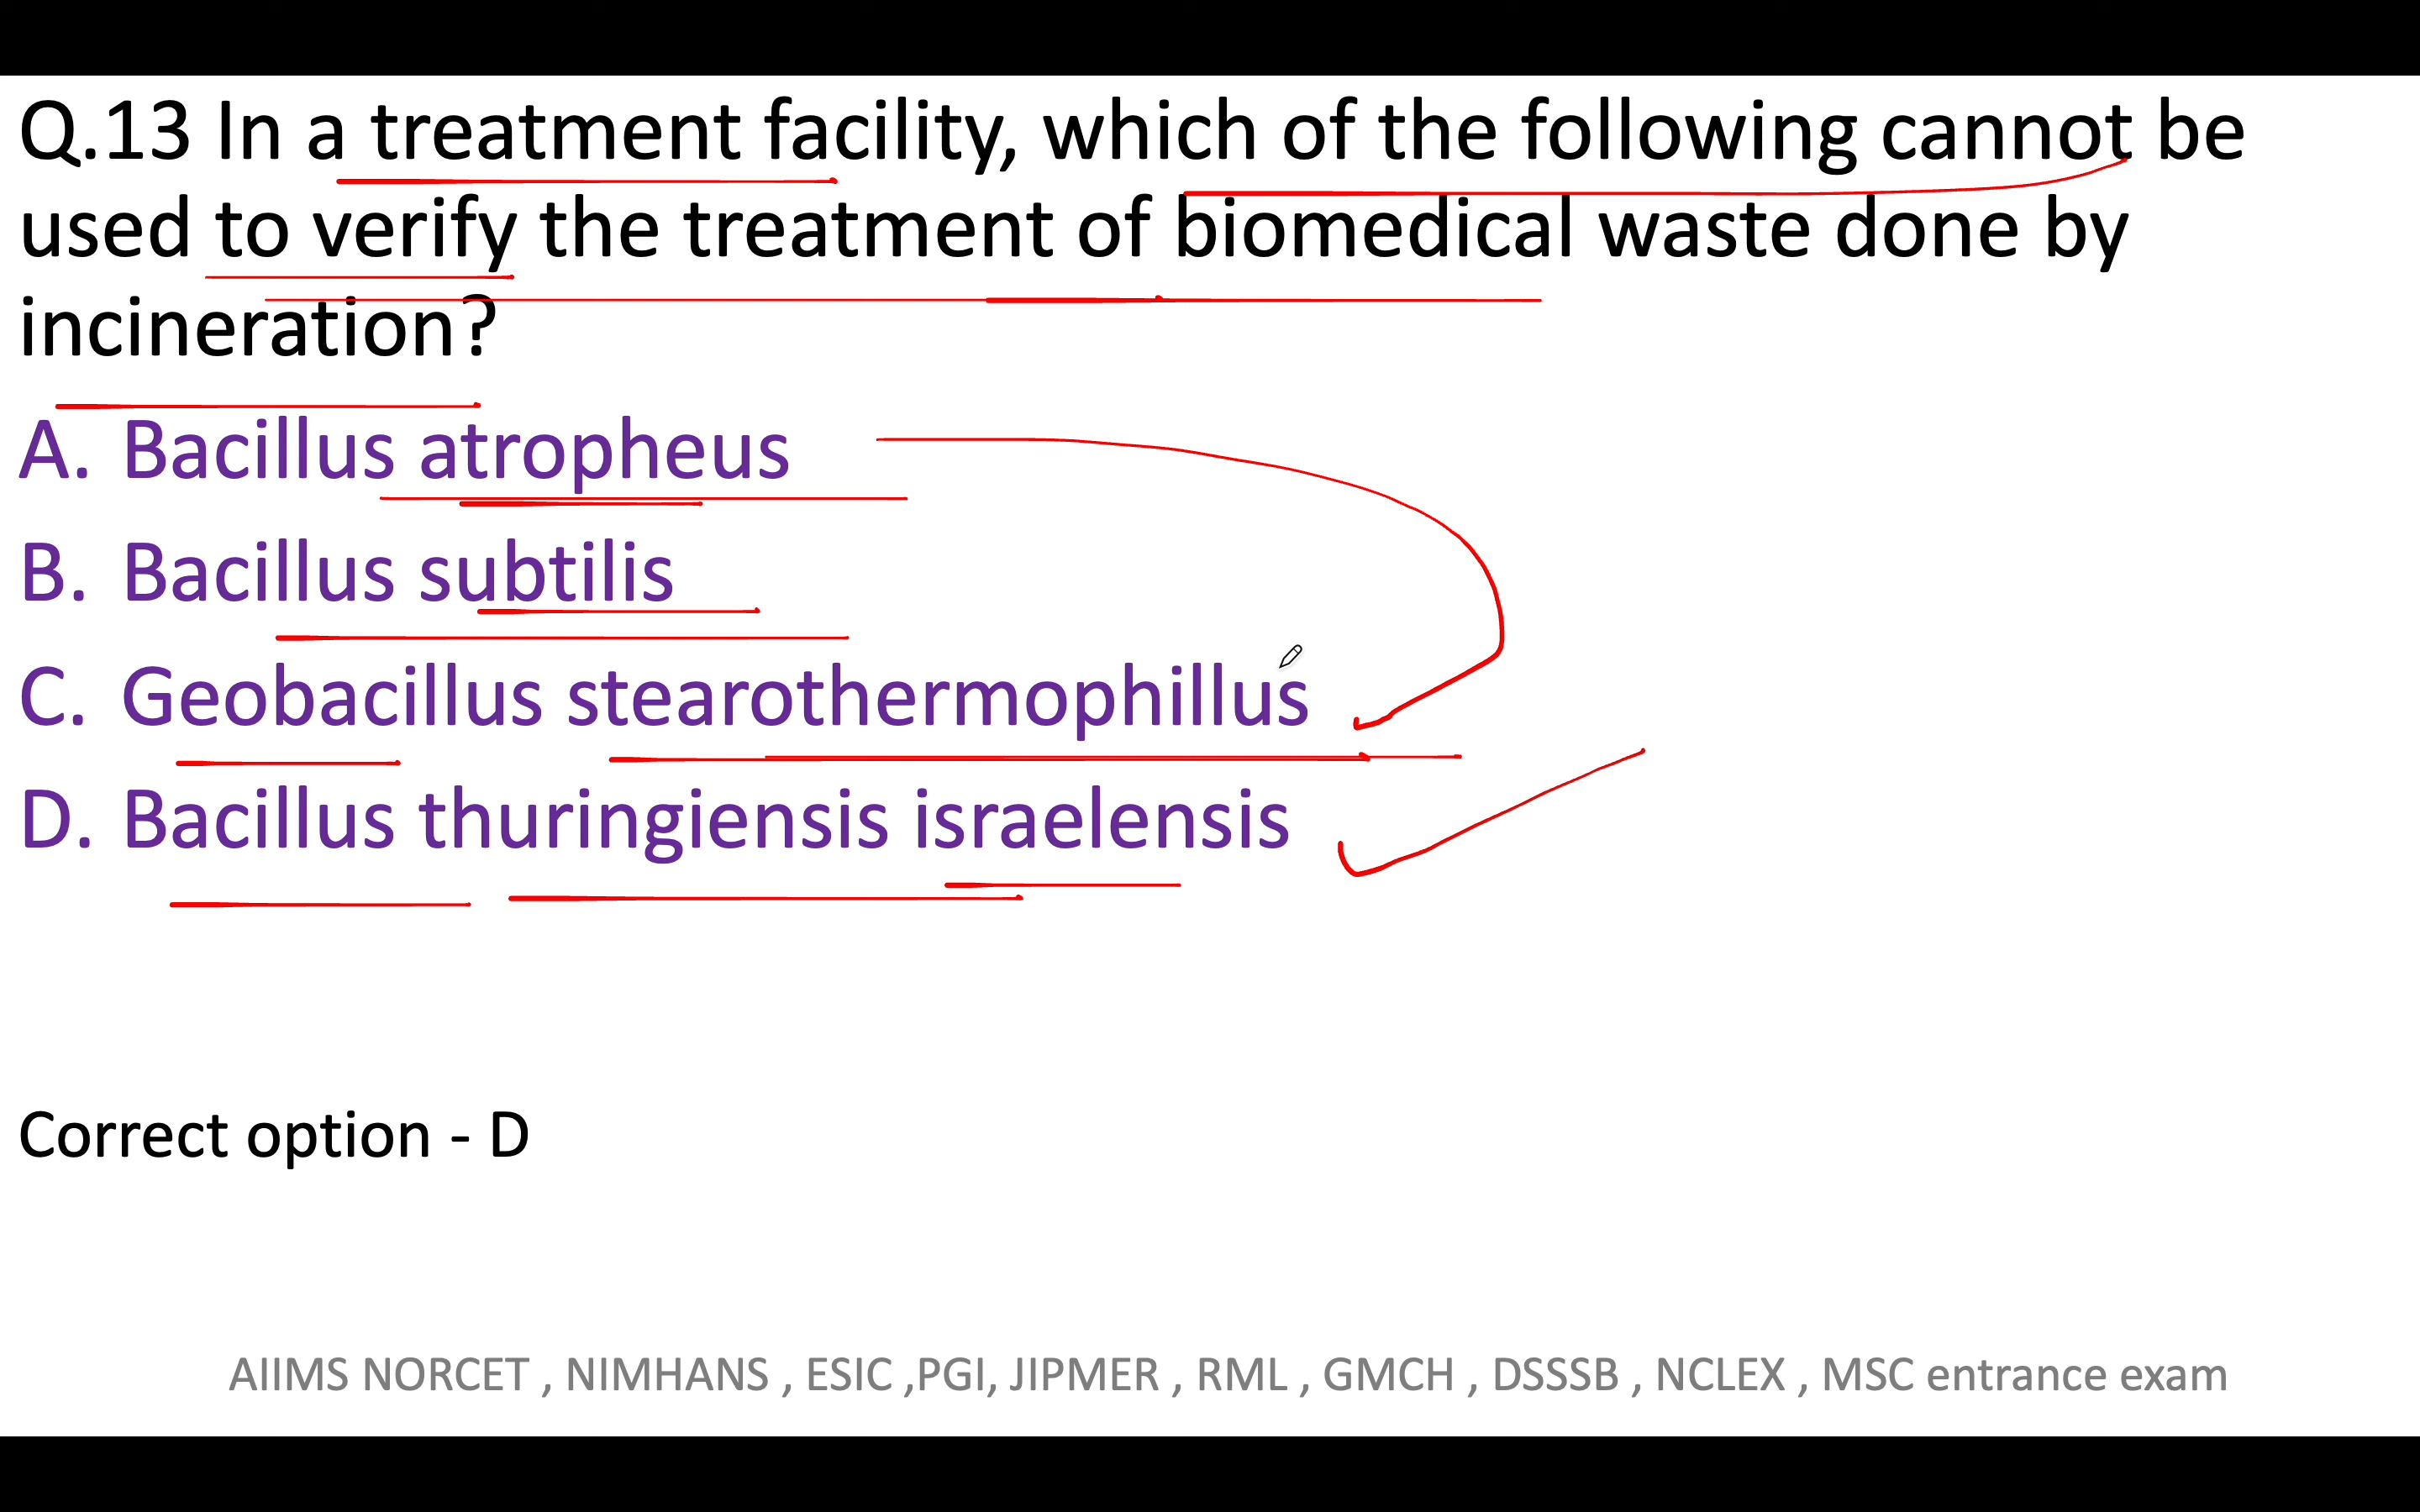 Q.13 In a treatment facility, which of the following cannot be
used to verify the treatment of biomedical waste done by
incineration?
A. Bacillus atropheus
B. Bacillus subtilis
C. Geobacillus stearothermophillus
D. Bacillus thuringiensis israelensis
Correct option - D
AIIMS NORCET , NIMHANS , ESIC ,PGI, JIPMER , RML , GMCH , DSSSB , NCLEX , MSC entrance exam